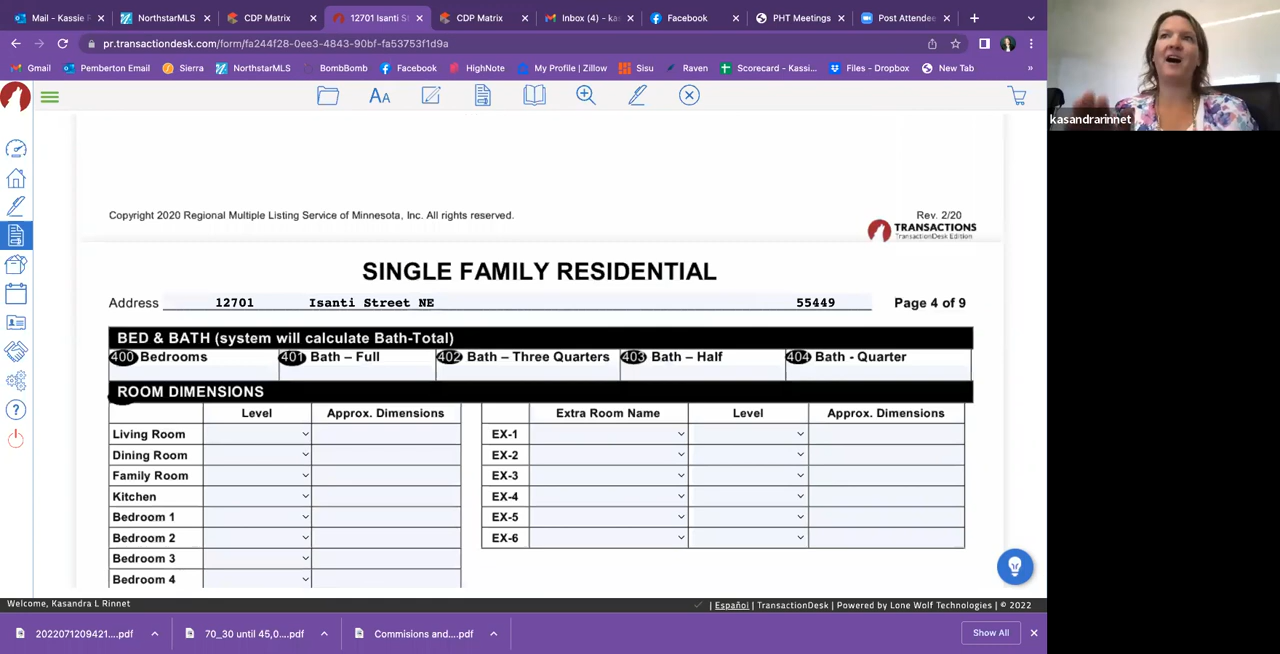 Mail - Kassie R
NorthstarMLS
CDP Matrix
12701 Isanti S
CDP Matrix
Inbox (4) - ka
Facebook
PHT Meetings
Post Attendee
pr.transactiondesk.com/form/fa244f28-0ee3-4843-90bf-fa53753f1d9a
Gmail
Pemberton Email
Sierra
NorthstarMLS
BombBomb
Facebook
HighNote
My Profile | Zillow
Sisu
Raven
Scorecard - Kassi...
Files - Dropbox
New Tab
»
kasandrarinnet
Copyright 2020 Regional Multiple Listing Service of Minnesota, Inc. All rights reserved.
Rev. 2/20
TRANSACTIONS
TransactionDesk Edition
SINGLE FAMILY RESIDENTIAL
Address 12701 Isanti Street NE 55449 Page 4 of 9
BED & BATH (system will calculate Bath-Total)
400 Bedrooms 401 Bath – Full 402 Bath – Three Quarters 403 Bath – Half 404 Bath - Quarter
ROOM DIMENSIONS
Level Approx. Dimensions Extra Room Name Level Approx. Dimensions
Living Room EX-1
Dining Room EX-2
Family Room EX-3
Kitchen EX-4
Bedroom 1 EX-5
Bedroom 2 EX-6
Bedroom 3
Bedroom 4
Welcome, Kasandra L Rinnet
| Español | TransactionDesk | Powered by Lone Wolf Technologies | © 2022
2022071209421....pdf
70_30 until 45,0....pdf
Commisions and....pdf
Show All